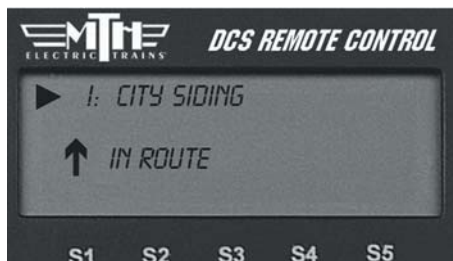 MTH
ELECTRIC TRAINS
DCS REMOTE CONTROL
1: CITY SIDING
IN ROUTE
S1 S2 S3 S4 S5